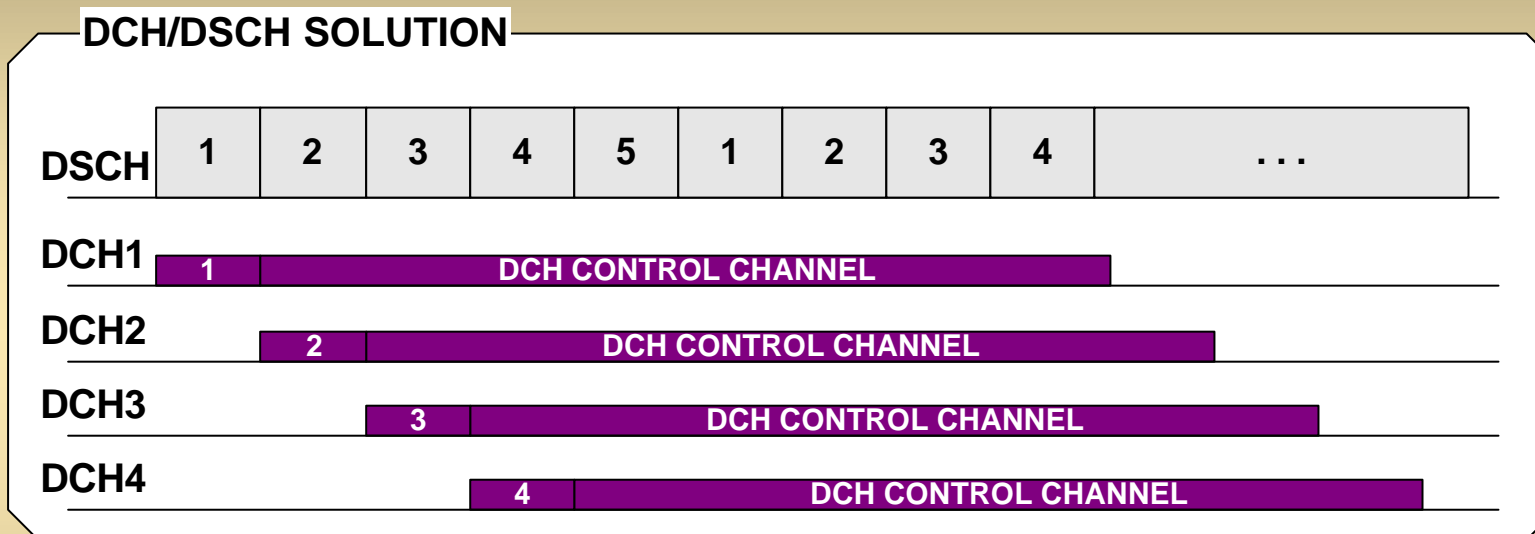 DCH/DSCH SOLUTION
DSCH 1 2 3 4 5 1 2 3 4 . . .
DCH1 1 DCH CONTROL CHANNEL
DCH2 2 DCH CONTROL CHANNEL
DCH3 3 DCH CONTROL CHANNEL
DCH4 4 DCH CONTROL CHANNEL